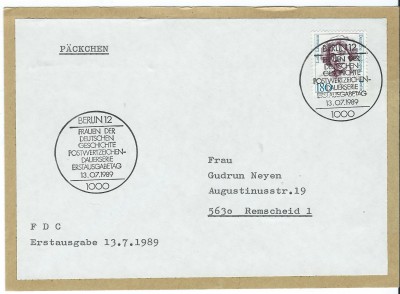 PÄCKCHEN
BERLIN 12
FRAUEN DER
DEUTSCHEN
GESCHICHTE
POSTWERTZEICHEN-
DAUERSERIE
ERSTAUSGABETAG
13.07.1989
1000
180
BERLIN 12
FRAUEN DER
DEUTSCHEN
GESCHICHTE
POSTWERTZEICHEN-
DAUERSERIE
ERSTAUSGABETAG
13.07.1989
1000
Frau
Gudrun Neyen
Augustinusstr.19
563o Remscheid 1
F D C
Erstausgabe 13.7.1989